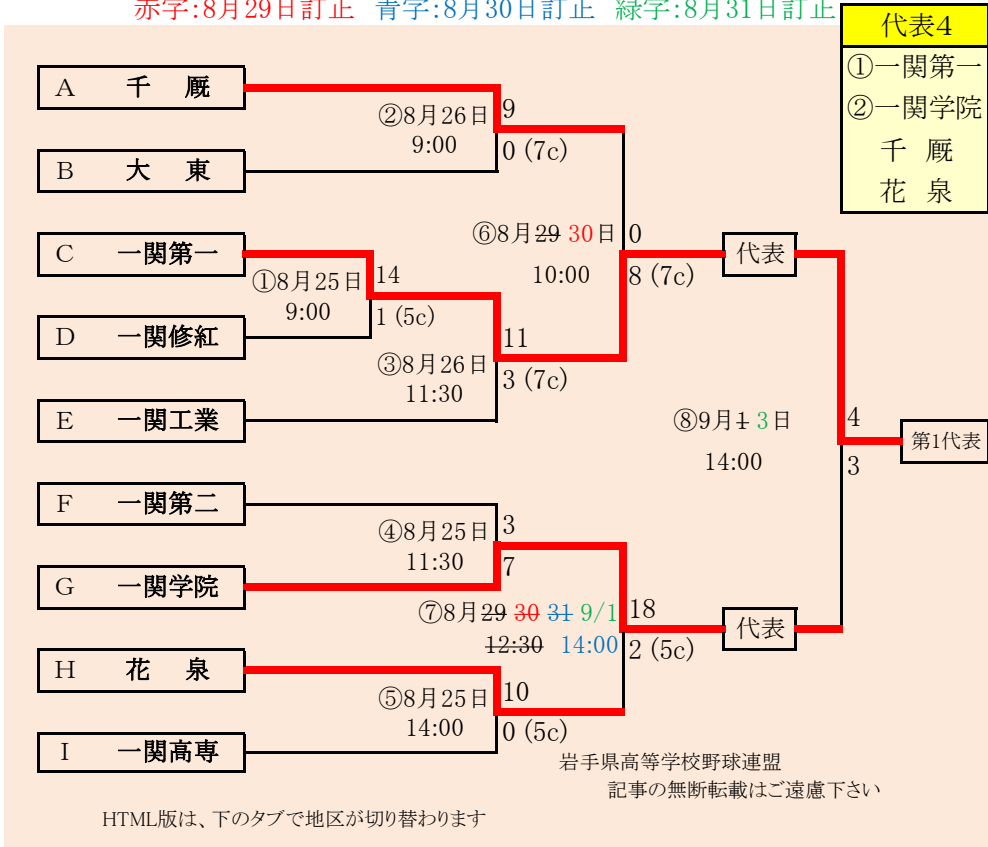 赤字:8月29日訂正 青字:8月30日訂正 緑字:8月31日訂正
代表4
①一関第一
②一関学院
千 厩
花 泉
A 千 厩
②8月26日
9:00
9
0 (7c)
B 大 東
C 一関第一
①8月25日
9:00
14
1 (5c)
D 一関修紅
⑥8月29 30日
10:00
0
8 (7c)
代表
③8月26日
11:30
11
3 (7c)
E 一関工業
⑧9月1 3日
14:00
4
3
第1代表
F 一関第二
④8月25日
11:30
3
7
G 一関学院
⑦8月29 30 31 9/1
12:30 14:00
18
2 (5c)
代表
H 花 泉
⑤8月25日
14:00
10
0 (5c)
I 一関高専
岩手県高等学校野球連盟
記事の無断転載はご遠慮下さい
HTML版は、下のタブで地区が切り替わります